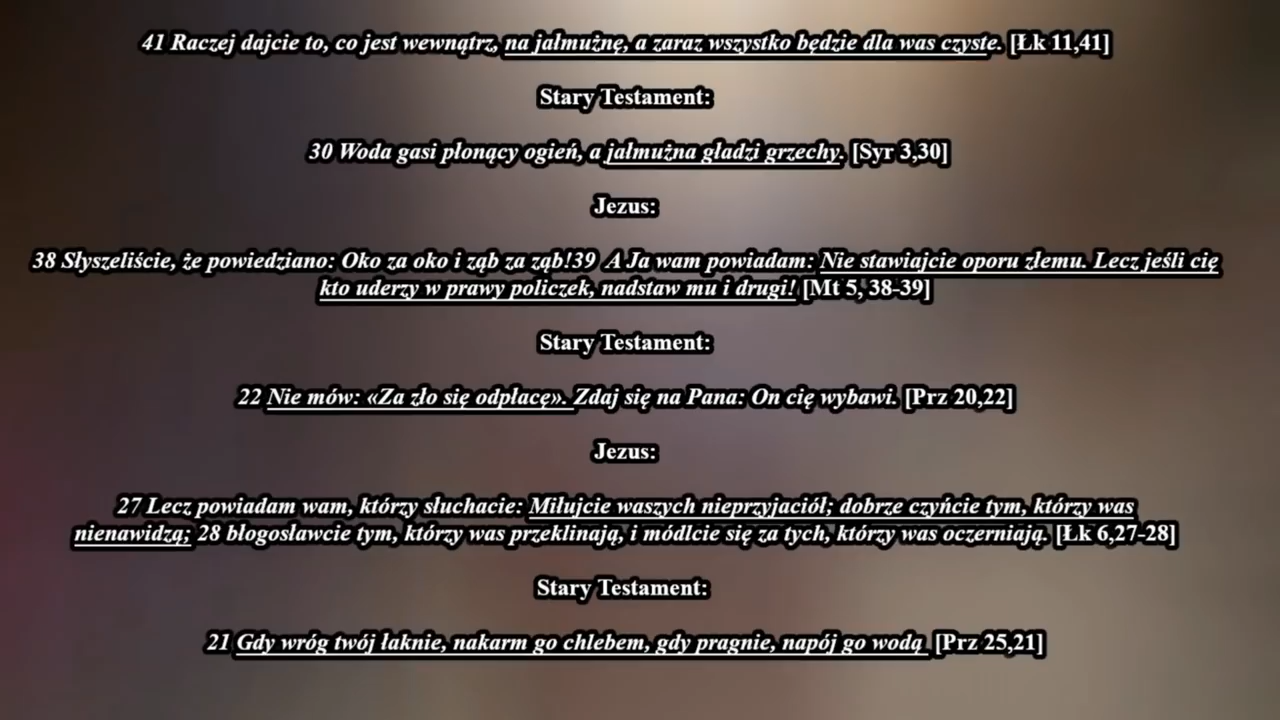 41 Raczej dajcie to, co jest wewnątrz, na jałmużnę, a zaraz wszystko będzie dla was czyste. [Łk 11,41]
Stary Testament:
30 Woda gasi płonący ogień, a jałmużna gładzi grzechy. [Syr 3,30]
Jezus:
38 Słyszeliście, że powiedziano: Oko za oko i ząb za ząb!39 A Ja wam powiadam: Nie stawiajcie oporu złemu. Lecz jeśli cię
kto uderzy w prawy policzek, nadstaw mu i drugi! [Mt 5, 38-39]
Stary Testament:
22 Nie mów: «Za zło się odpłacę». Zdaj się na Pana: On cię wybawi. [Prz 20,22]
Jezus:
27 Lecz powiadam wam, którzy słuchacie: Miłujcie waszych nieprzyjaciół; dobrze czyńcie tym, którzy was
nienawidzą; 28 błogosławcie tym, którzy was przeklinają, i módlcie się za tych, którzy was oczerniają. [Łk 6,27-28]
Stary Testament:
21 Gdy wróg twój łaknie, nakarm go chlebem, gdy pragnie, napój go wodą [Prz 25,21]